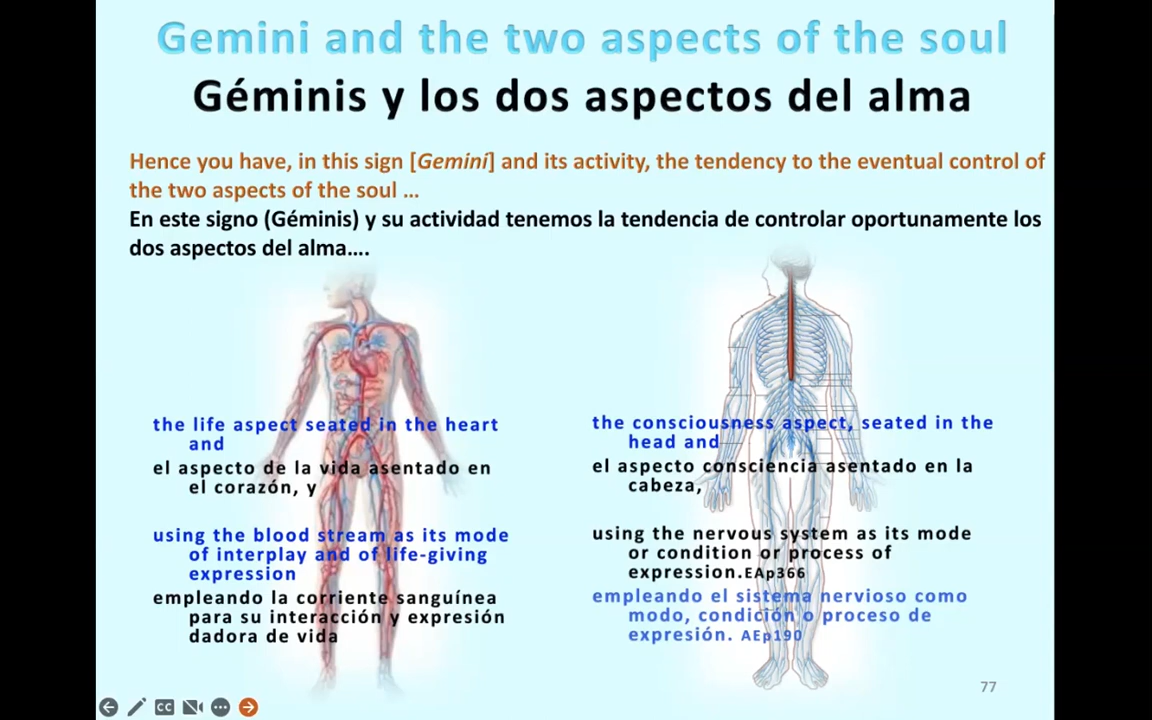 Gemini and the two aspects of the soul
Géminis y los dos aspectos del alma
Hence you have, in this sign [Gemini] and its activity, the tendency to the eventual control of
the two aspects of the soul ...
En este signo (Géminis) y su actividad tenemos la tendencia de controlar oportunamente los
dos aspectos del alma....
the life aspect seated in the heart
and
el aspecto de la vida asentado en
el corazón, y
using the blood stream as its mode
of interplay and of life-giving
expression
empleando la corriente sanguínea
para su interacción y expresión
dadora de vida
the consciousness aspect, seated in the
head and
el aspecto consciencia asentado en la
cabeza,
using the nervous system as its mode
or condition or process of
expression.EAp366
empleando el sistema nervioso como
modo, condición o proceso de
expresión. AEp190
77
CC